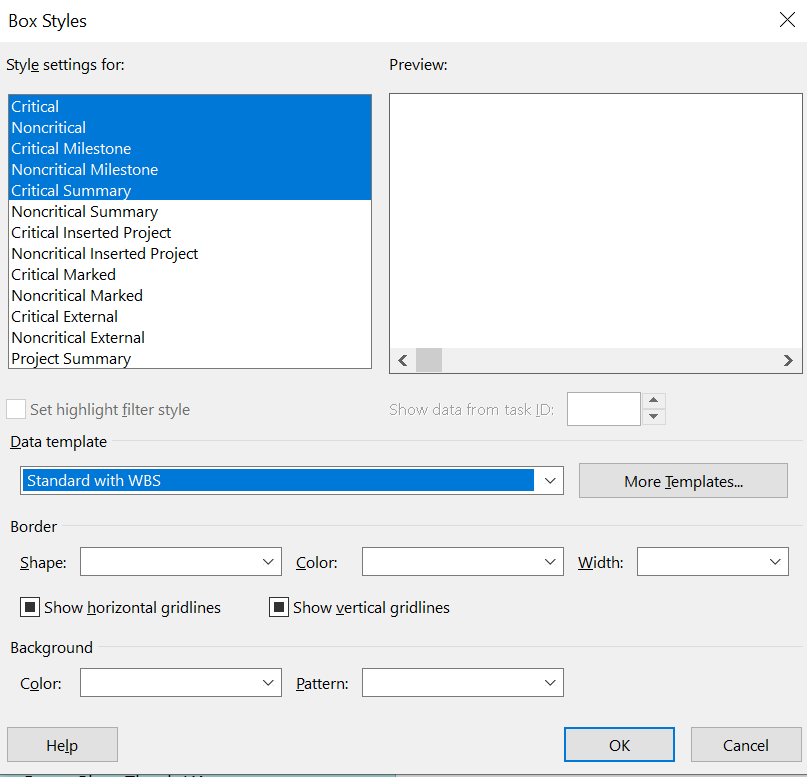 Box Styles
Style settings for:
Preview:
Critical
Noncritical
Critical Milestone
Noncritical Milestone
Critical Summary
Noncritical Summary
Critical Inserted Project
Noncritical Inserted Project
Critical Marked
Noncritical Marked
Critical External
Noncritical External
Project Summary
Set highlight filter style
Show data from task ID:
Data template
Standard with WBS
More Templates...
Border
Shape:
Color:
Width:
Show horizontal gridlines
Show vertical gridlines
Background
Color:
Pattern:
Help
OK
Cancel